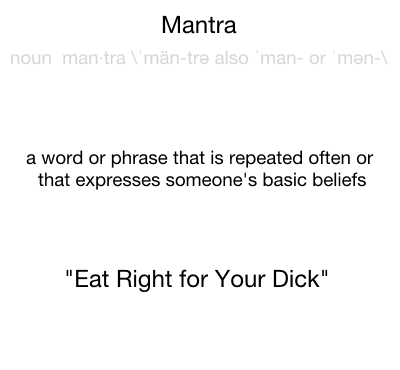 Mantra
noun  man·tra \ˈmän-trə also ˈman- or ˈmən-\
a word or phrase that is repeated often or
that expresses someone's basic beliefs
"Eat Right for Your Dick"